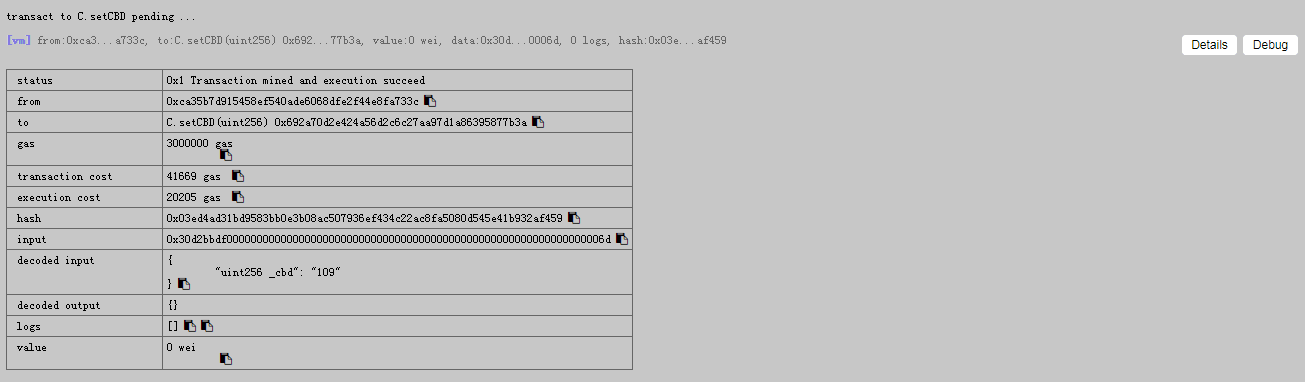 transact to C.setCBD pending ...
[vm] from:0xca3...a733c, to:C.setCBD(uint256) 0x692...77b3a, value:0 wei, data:0x30d...0006d, 0 logs, hash:0x03e...af459
Details Debug
status 0x1 Transaction mined and execution succeed
from 0xca35b7d915458ef540ade6068dfe2f44e8fa733c
to C.setCBD(uint256) 0x692a70d2e424a56d2c6c27aa97d1a86395877b3a
gas 3000000 gas
transaction cost 41669 gas
execution cost 20205 gas
hash 0x03ed4ad31bd9583bb0e3b08ac507936ef434c22ac8fa5080d545e41b932af459
input 0x30d2bbdf000000000000000000000000000000000000000000000000000000000000006d
decoded input {
"uint256 _cbd": "109"
}
decoded output {}
logs []
value 0 wei